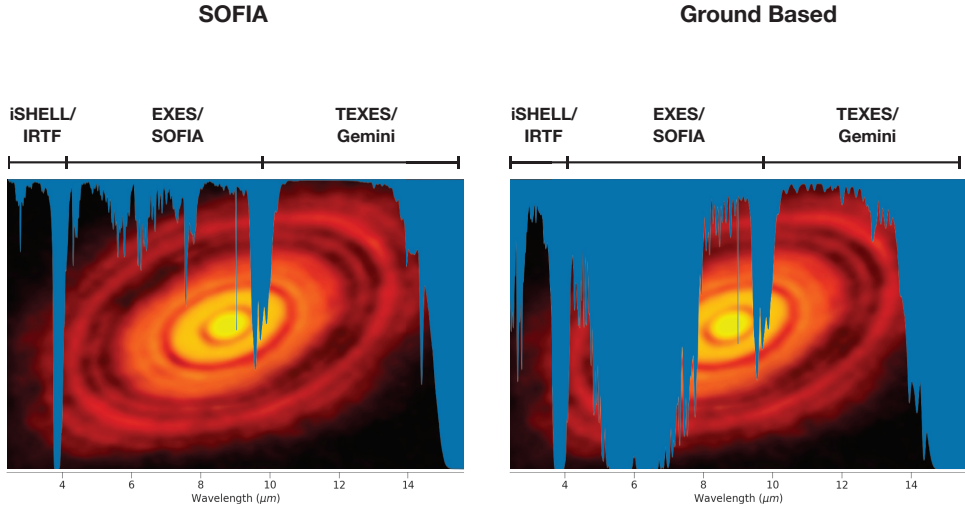 SOFIA
Ground Based
iSHELL/
IRTF
EXES/
SOFIA
TEXES/
Gemini
iSHELL/
IRTF
EXES/
SOFIA
TEXES/
Gemini
4 6 8 10 12 14
Wavelength (μm)
4 6 8 10 12 14
Wavelength (μm)